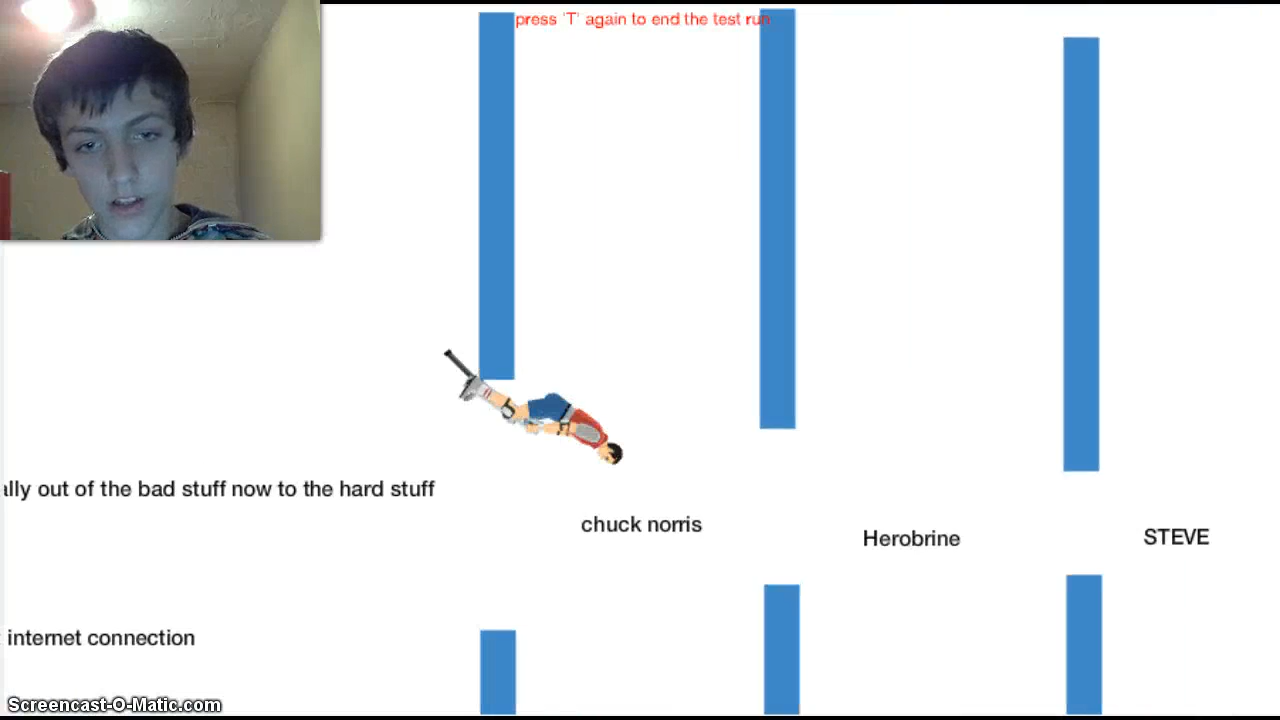 press 'T' again to end the test run
ally out of the bad stuff now to the hard stuff
chuck norris
Herobrine
STEVE
internet connection
Screencast-O-Matic.com